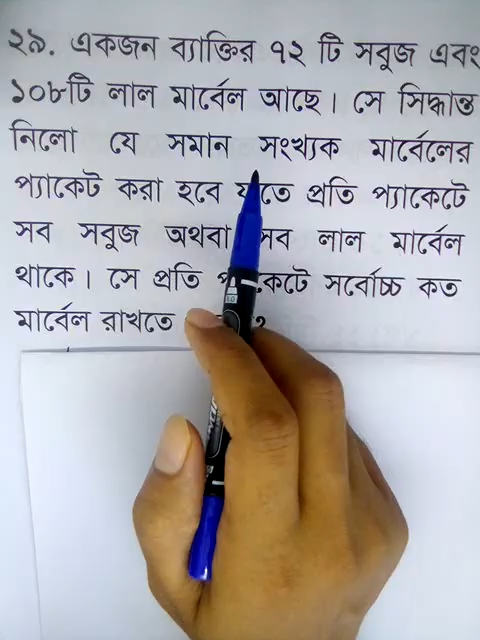 ২৯. একজন ব্যাক্তির ৭২ টি সবুজ এবং
১০৮টি লাল মার্বেল আছে। সে সিদ্ধান্ত
নিলো যে সমান সংখ্যক মার্বেলের
প্যাকেট করা হবে যাতে প্রতি প্যাকেটে
সব সবুজ অথবা সব লাল মার্বেল
থাকে। সে প্রতি প্যাকেটে সর্বোচ্চ কত
মার্বেল রাখতে